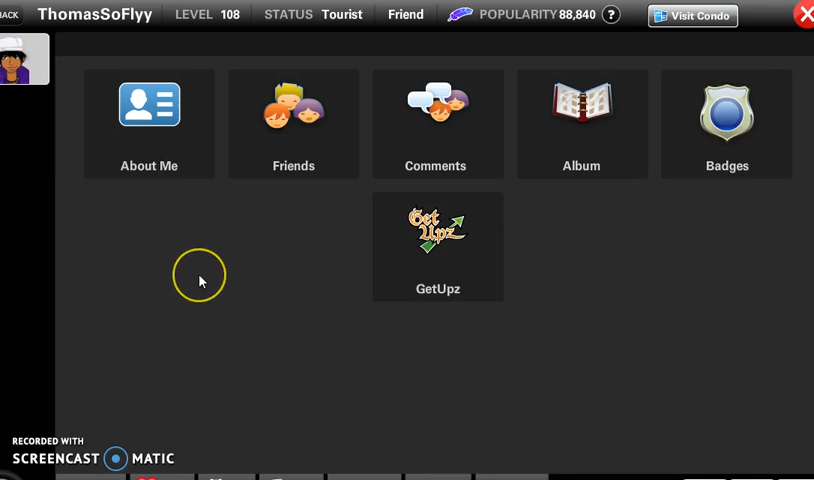 BACK ThomasSoFlyy LEVEL 108 STATUS Tourist Friend POPULARITY 88,840 ? Visit Condo
About Me Friends Comments Album Badges
Get
Upz
GetUpz
RECORDED WITH
SCREENCAST MATIC